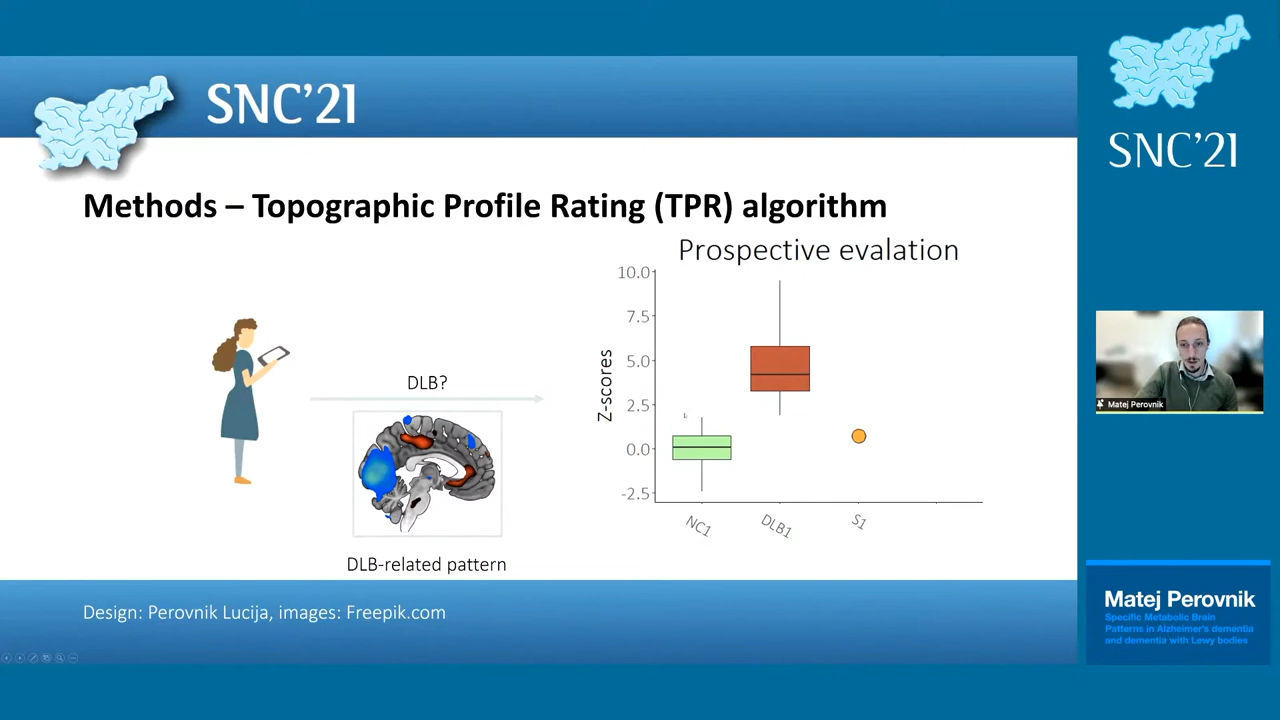 SNC’21
SNC’21
Methods – Topographic Profile Rating (TPR) algorithm
Prospective evalation
10.0
7.5
5.0
2.5
0.0
-2.5
Z-scores
NC1
DLB1
S1
DLB?
DLB-related pattern
Design: Perovnik Lucija, images: Freepik.com
Matej Perovnik
Matej Perovnik
Specific Metabolic Brain
Patterns in Alzheimer's dementia
and dementia with Lewy bodies